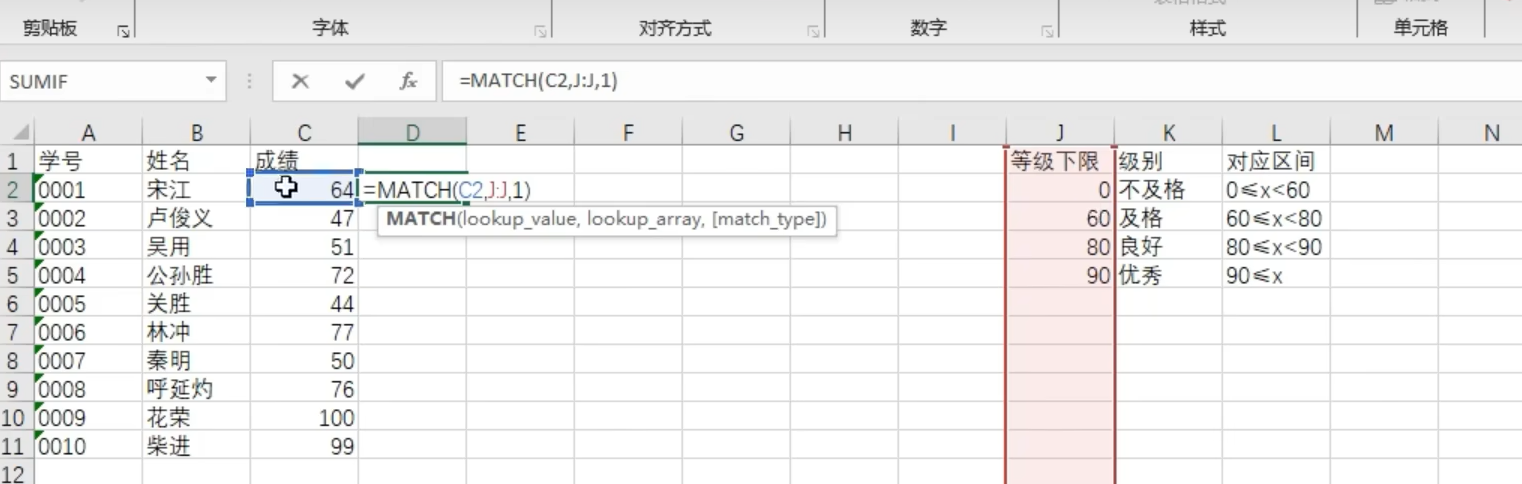 剪贴板 字体 对齐方式 数字 样式 单元格
SUMIF fx =MATCH(C2,J:J,1)
A B C D E F G H I J K L M N
1 学号 姓名 成绩 等级下限 级别 对应区间
2 0001 宋江 64 =MATCH(C2,J:J,1) 0 不及格 0≤x<60
3 0002 卢俊义 47 MATCH(lookup_value, lookup_array, [match_type]) 60 及格 60≤x<80
4 0003 吴用 51 80 良好 80≤x<90
5 0004 公孙胜 72 90 优秀 90≤x
6 0005 关胜 44
7 0006 林冲 77
8 0007 秦明 50
9 0008 呼延灼 76
10 0009 花荣 100
11 0010 柴进 99
12